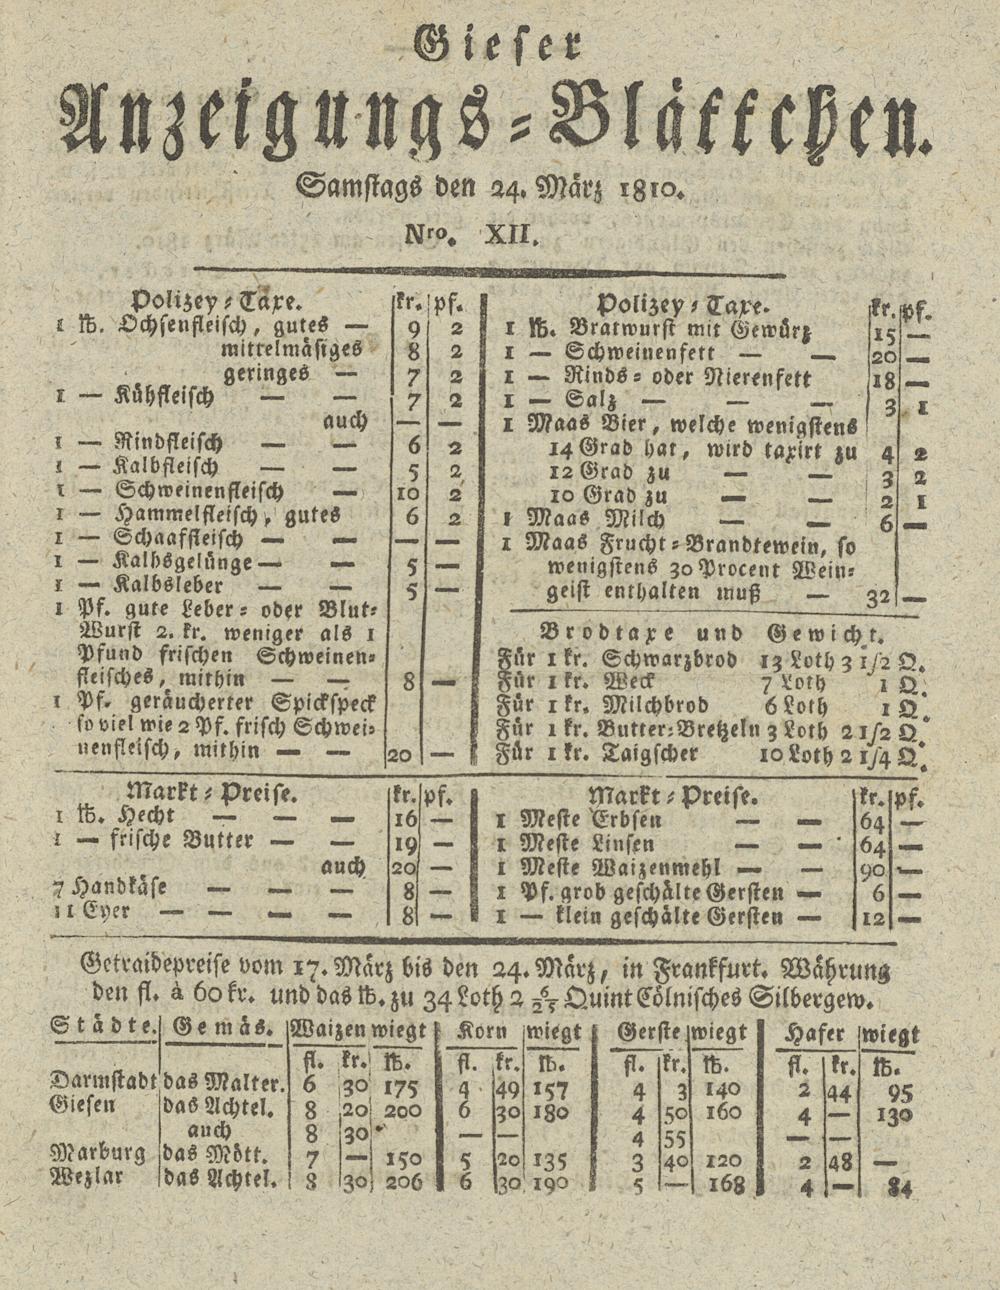 Gieser
Anzeigungs-Blättchen.
Samstags den 24. März 1810.
Nro. XII.
Polizey-Taxe. kr. pf.
1 ℔. Ochsenfleisch, gutes — 9 2
mittelmäsiges 8 2
geringes — 7 2
1 — Kühfleisch — — 7 2
auch — —
1 — Rindfleisch — — 6 2
1 — Kalbfleisch — — 5 2
1 — Schweinenfleisch — 10 2
1 — Hammelfleisch, gutes 6 2
1 — Schaaffleisch — — — —
1 — Kalbsgelünge — — 5 —
1 — Kalbsleber — — 5 —
1 Pf. gute Leber- oder Blut-
Wurst 2. kr. weniger als 1
Pfund frischen Schweinen-
fleisches, mithin — — 8 —
1 Pf. geräucherter Spickspeck
so viel wie 2 Pf. frisch Schwei-
nenfleisch, mithin — — 20 —
Polizey-Taxe. kr. pf.
1 ℔. Bratwurst mit Gewürz 15 —
1 — Schweinenfett — — 20 —
1 — Rinds- oder Nierenfett 18 —
1 — Salz — — — 3 1
1 Maas Bier, welche wenigstens
14 Grad hat, wird taxirt zu 4 2
12 Grad zu — — 3 2
10 Grad zu — — 2 1
1 Maas Milch — — 6 —
1 Maas Frucht-Brandtewein, so
wenigstens 30 Procent Wein-
geist enthalten muß — 32 —
Brodtaxe und Gewicht.
Für 1 kr. Schwarzbrod 13 Loth 3 1/2 Q.
Für 1 kr. Weck 7 Loth 1 Q.
Für 1 kr. Milchbrod 6 Loth 1 Q.
Für 1 kr. Butter-Bretzeln 3 Loth 2 1/2 Q.
Für 1 kr. Taigscher 10 Loth 2 1/4 Q.
Markt-Preise. kr. pf.
1 ℔. Hecht — — — 16 —
1 — frische Butter — — 19 —
auch 20 —
7 Handkäse — — — 8 —
11 Eyer — — — — 8 —
Markt-Preise. kr. pf.
1 Meste Erbsen — — 64 —
1 Meste Linsen — — 64 —
1 Meste Waizenmehl — — 90 —
1 Pf. grob geschälte Gersten — 6 —
1 — klein geschälte Gersten — 12 —
Getraidepreise vom 17. März bis den 24. März, in Frankfurt. Währung
den fl. à 60 kr. und das ℔. zu 34 Loth 2 6/25 Quint Cölnisches Silbergew.
Städte. Gemäs. Waizen wiegt Korn wiegt Gerste wiegt Hafer wiegt
fl. kr. ℔. fl. kr. ℔. fl. kr. ℔. fl. kr. ℔.
Darmstadt das Malter. 6 30 175 4 49 157 4 3 140 2 44 95
Giesen das Achtel. 8 20 200 6 30 180 4 50 160 4 — 130
auch 8 30 — — 4 55 — —
Marburg das Mött. 7 — 150 5 20 135 3 40 120 2 48 —
Wezlar das Achtel. 8 30 206 6 30 190 5 — 168 4 — 84